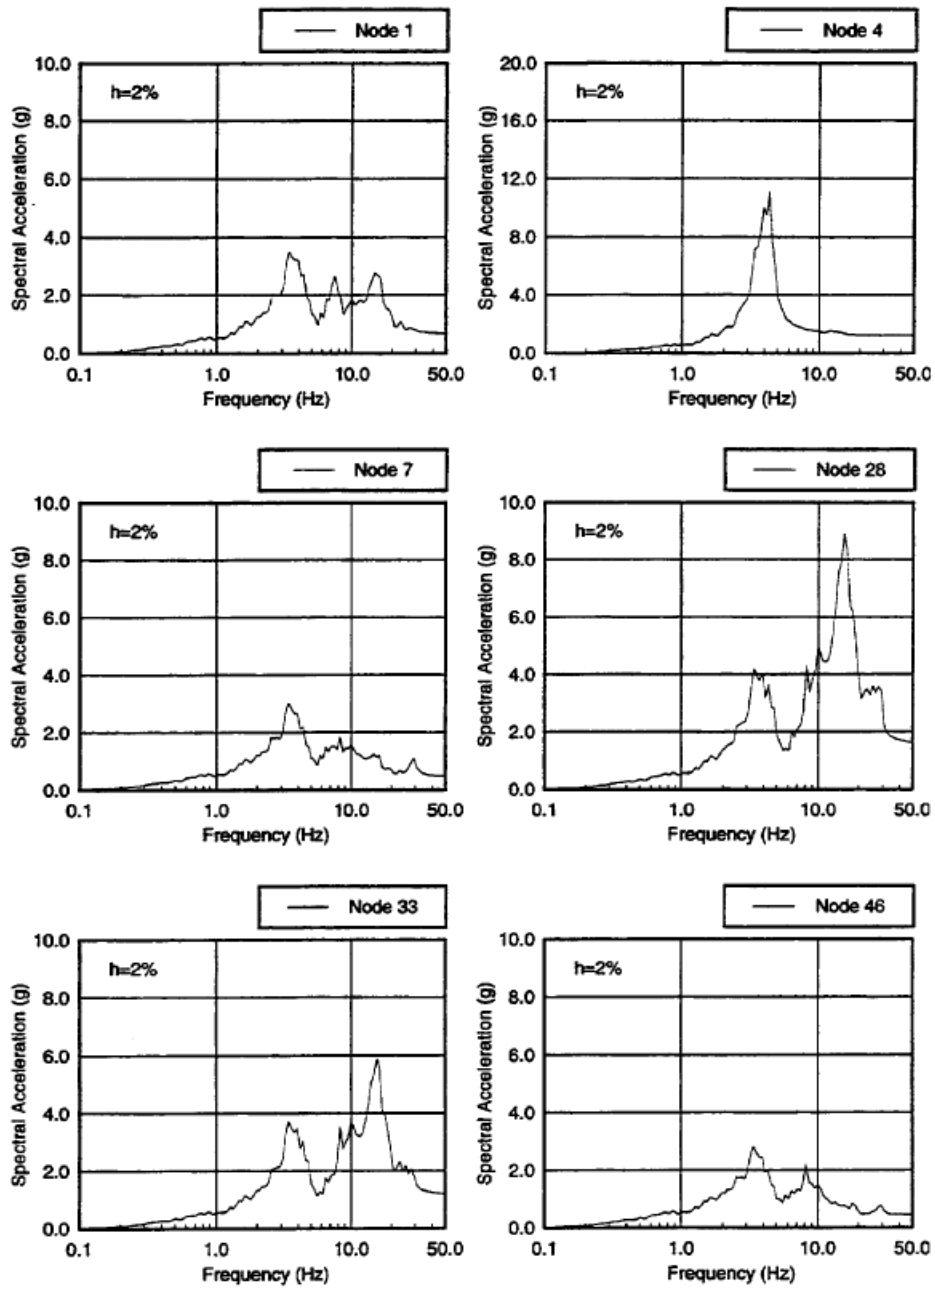 Node 1
10.0
8.0
6.0
4.0
2.0
0.0
Spectral Acceleration (g)
h=2%
0.1 1.0 10.0 50.0
Frequency (Hz)
Node 4
20.0
16.0
12.0
8.0
4.0
0.0
Spectral Acceleration (g)
h=2%
0.1 1.0 10.0 50.0
Frequency (Hz)
Node 7
10.0
8.0
6.0
4.0
2.0
0.0
Spectral Acceleration (g)
h=2%
0.1 1.0 10.0 50.0
Frequency (Hz)
Node 28
10.0
8.0
6.0
4.0
2.0
0.0
Spectral Acceleration (g)
h=2%
0.1 1.0 10.0 50.0
Frequency (Hz)
Node 33
10.0
8.0
6.0
4.0
2.0
0.0
Spectral Acceleration (g)
h=2%
0.1 1.0 10.0 50.0
Frequency (Hz)
Node 46
10.0
8.0
6.0
4.0
2.0
0.0
Spectral Acceleration (g)
h=2%
0.1 1.0 10.0 50.0
Frequency (Hz)